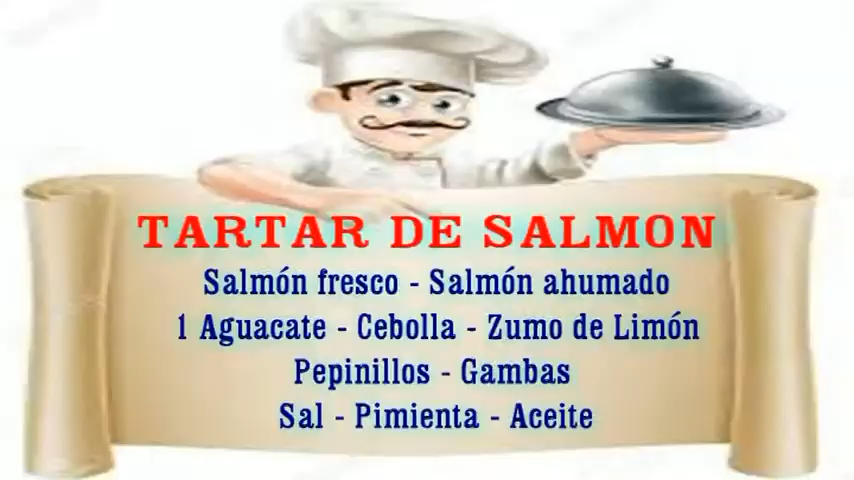 TARTAR DE SALMON
Salmón fresco - Salmón ahumado
1 Aguacate - Cebolla - Zumo de Limón
Pepinillos - Gambas
Sal - Pimienta - Aceite